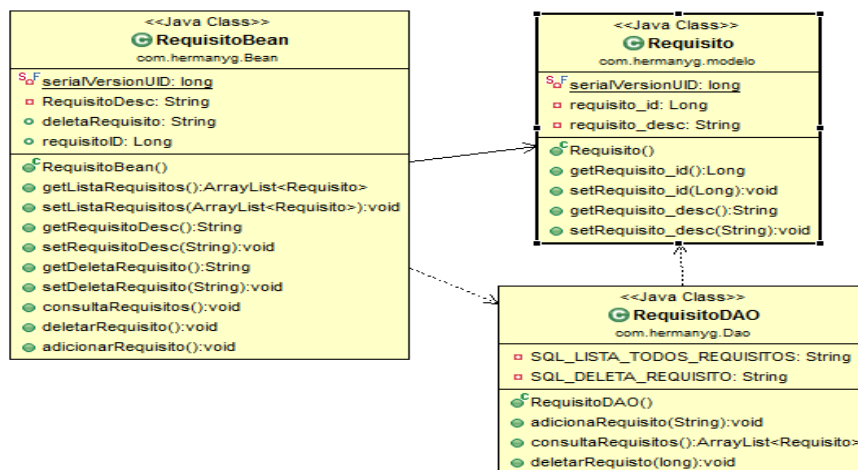 <<Java Class>>
RequisitoBean
com.hermanyg.Bean
serialVersionUID: long
RequisitoDesc: String
deletaRequisito: String
requisitoID: Long
RequisitoBean()
getListaRequisitos():ArrayList<Requisito>
setListaRequisitos(ArrayList<Requisito>):void
getRequisitoDesc():String
setRequisitoDesc(String):void
getDeletaRequisito():String
setDeletaRequisito(String):void
consultaRequisitos():void
deletarRequisito():void
adicionarRequisito():void
<<Java Class>>
Requisito
com.hermanyg.modelo
serialVersionUID: long
requisito_id: Long
requisito_desc: String
Requisito()
getRequisito_id():Long
setRequisito_id(Long):void
getRequisito_desc():String
setRequisito_desc(String):void
<<Java Class>>
RequisitoDAO
com.hermanyg.Dao
SQL_LISTA_TODOS_REQUISITOS: String
SQL_DELETA_REQUISITO: String
RequisitoDAO()
adicionaRequisito(String):void
consultaRequisitos():ArrayList<Requisito>
deletarRequisto(long):void